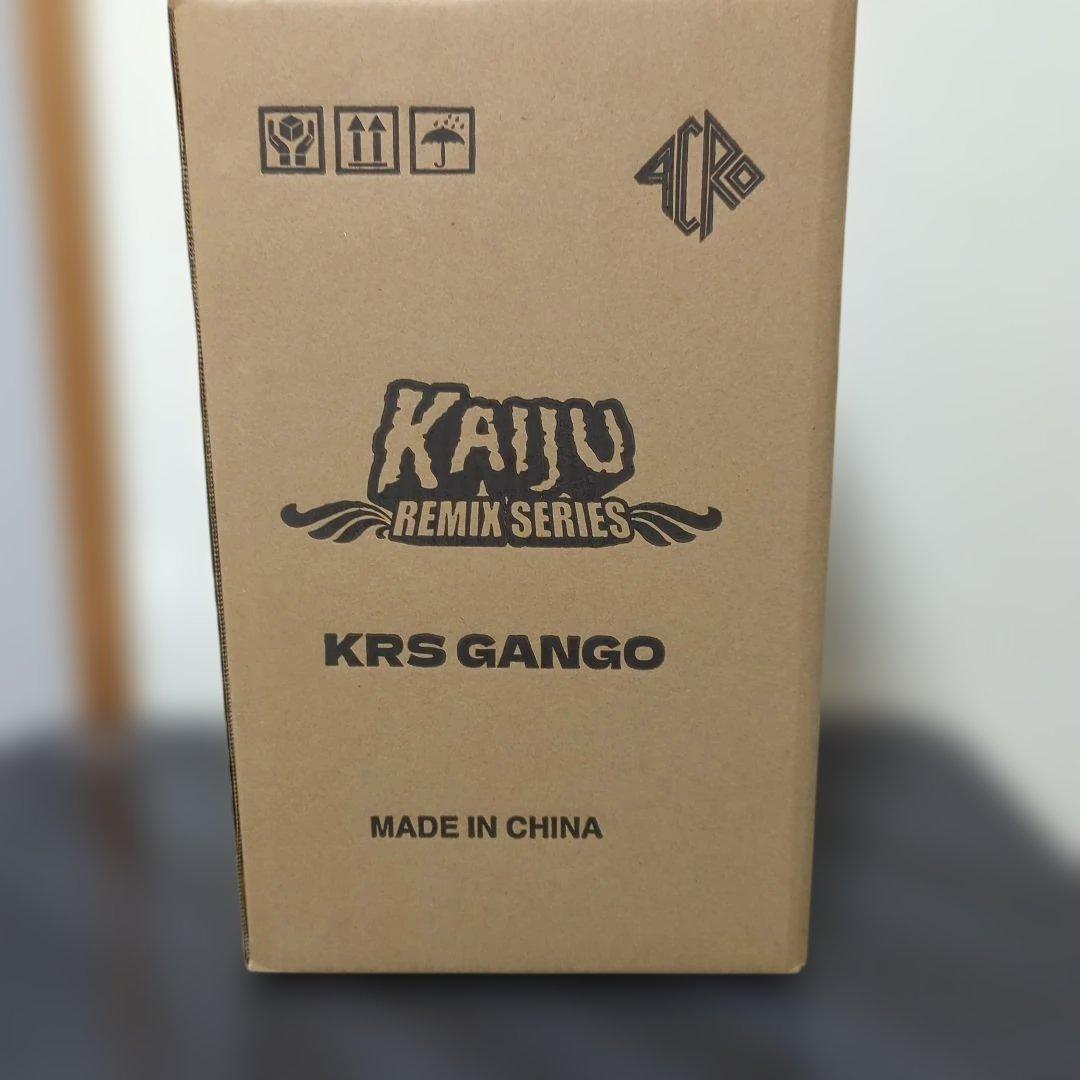 ACRO
KAIJU
REMIX SERIES
KRS GANGO
MADE IN CHINA